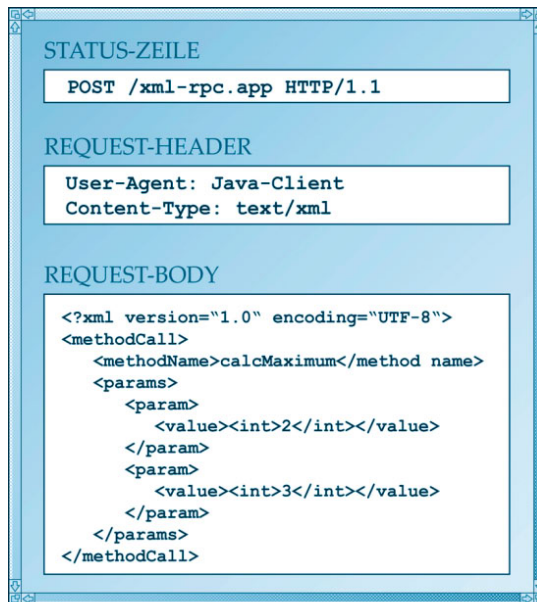 STATUS-ZEILE
POST /xml-rpc.app HTTP/1.1
REQUEST-HEADER
User-Agent: Java-Client
Content-Type: text/xml
REQUEST-BODY
<?xml version=“1.0“ encoding=“UTF-8“>
<methodCall>
<methodName>calcMaximum</method name>
<params>
<param>
<value><int>2</int></value>
</param>
<param>
<value><int>3</int></value>
</param>
</params>
</methodCall>